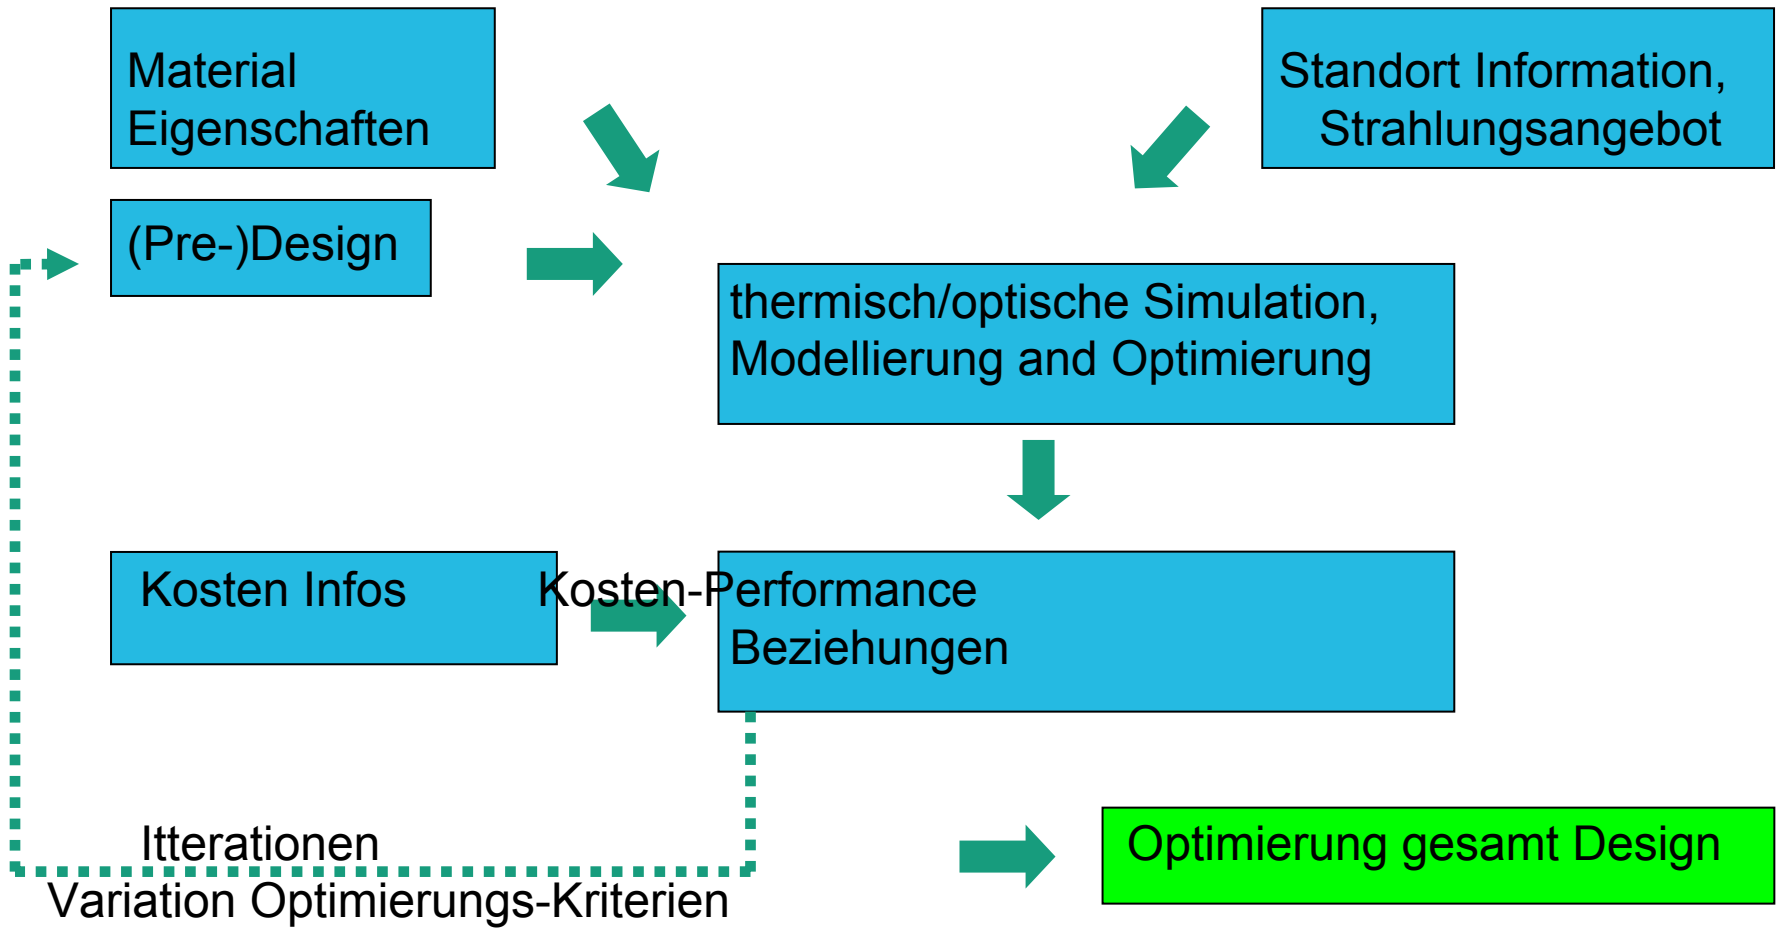 Material
Eigenschaften
Standort Information,
Strahlungsangebot
(Pre-)Design
thermisch/optische Simulation,
Modellierung and Optimierung
Kosten Infos
Kosten-Performance
Beziehungen
Itterationen
Variation Optimierungs-Kriterien
Optimierung gesamt Design